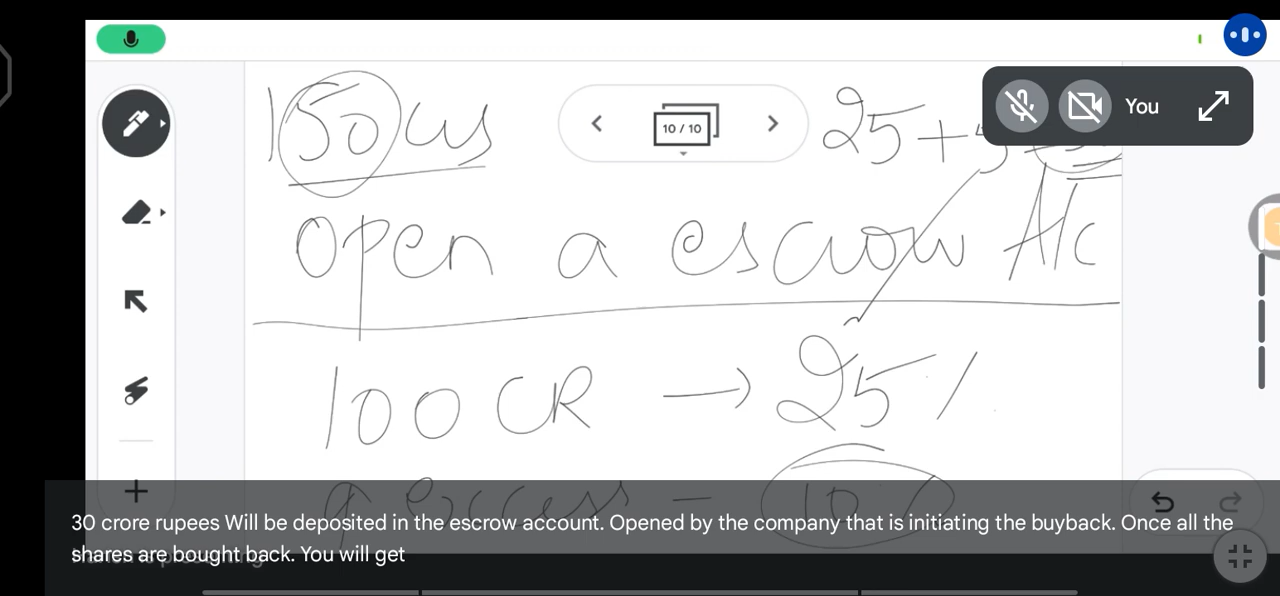 150 crs
10 / 10
25 +
You
Open a escrow A/c
100 CR → 25 %
30 crore rupees Will be deposited in the escrow account. Opened by the company that is initiating the buyback. Once all the
shares are bought back. You will get